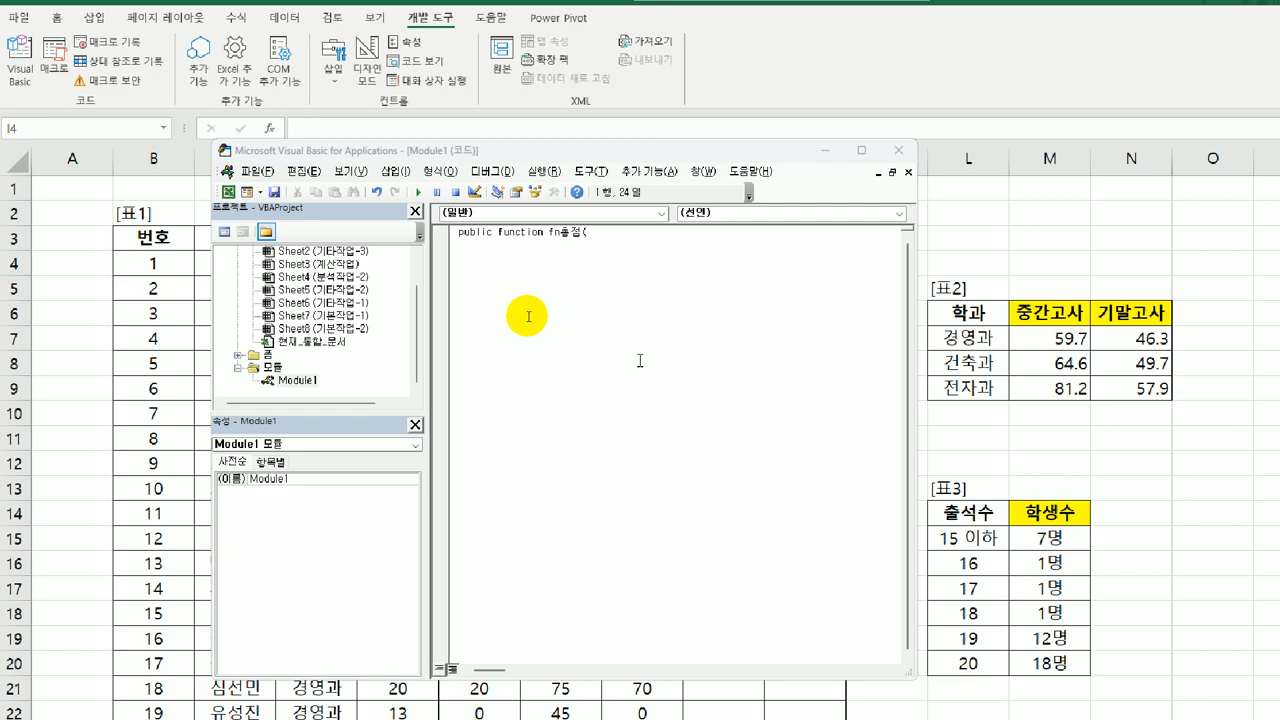 파일 홈 삽입 페이지 레이아웃 수식 데이터 검토 보기 개발 도구 도움말 Power Pivot
Visual Basic
매크로
매크로 기록
상대 참조로 기록
매크로 보안
코드
추가 기능
Excel 추가 기능
COM 추가 기능
추가 기능
삽입
디자인 모드
속성
코드 보기
대화 상자 실행
컨트롤
원본
맵 속성
확장 팩
데이터 새로 고침
가져오기
내보내기
XML
I4
fx
A B L M N O
Microsoft Visual Basic for Applications - [Module1 (코드)]
파일(F) 편집(E) 보기(V) 삽입(I) 형식(O) 디버그(D) 실행(R) 도구(T) 추가 기능(A) 창(W) 도움말(H)
1 행, 24 열
프로젝트 - VBAProject
Sheet2 (기타작업-3)
Sheet3 (계산작업)
Sheet4 (분석작업-2)
Sheet5 (기타작업-2)
Sheet6 (기타작업-1)
Sheet7 (기본작업-1)
Sheet8 (기본작업-2)
현재_통합_문서
폼
모듈
Module1
속성 - Module1
Module1 모듈
사전순 항목별
(이름) Module1
(일반) (선언)
public function fn총점(
1
2 [표1]
3 번호
4 1
5 2
6 3
7 4
8 5
9 6
10 7
11 8
12 9
13 10
14 11
15 12
16 13
17 14
18 15
19 16
20 17
21 18 심선민 경영과 20 20 75 70
22 19 유성진 경영과 13 0 45 0
[표2]
학과 중간고사 기말고사
경영과 59.7 46.3
건축과 64.6 49.7
전자과 81.2 57.9
[표3]
출석수 학생수
15 이하 7명
16 1명
17 1명
18 1명
19 12명
20 18명